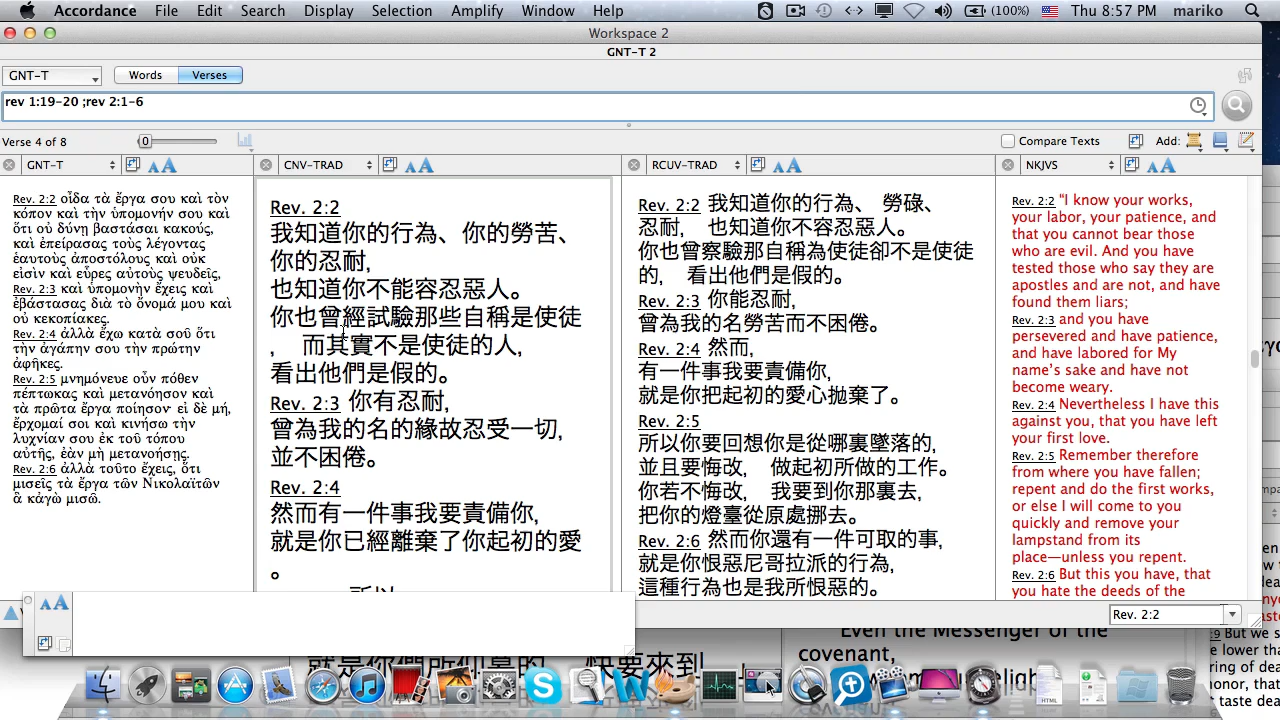 Accordance File Edit Search Display Selection Amplify Window Help (100%) Thu 8:57 PM mariko
Workspace 2
GNT-T 2
GNT-T Words Verses
rev 1:19-20 ;rev 2:1-6
Verse 4 of 8 0 Compare Texts Add:
GNT-T CNV-TRAD RCUV-TRAD NKJVS
Rev. 2:2 οἶδα τὰ ἔργα σου καὶ τὸν
κόπον καὶ τὴν ὑπομονήν σου καὶ
ὅτι οὐ δύνῃ βαστάσαι κακούς,
καὶ ἐπείρασας τοὺς λέγοντας
ἑαυτοὺς ἀποστόλους καὶ οὐκ
εἰσὶν καὶ εὗρες αὐτοὺς ψευδεῖς,
Rev. 2:3 καὶ ὑπομονὴν ἔχεις καὶ
ἐβάστασας διὰ τὸ ὄνομά μου καὶ
οὐ κεκοπίακες.
Rev. 2:4 ἀλλὰ ἔχω κατὰ σοῦ ὅτι
τὴν ἀγάπην σου τὴν πρώτην
ἀφῆκες.
Rev. 2:5 μνημόνευε οὖν πόθεν
πέπτωκας καὶ μετανόησον καὶ
τὰ πρῶτα ἔργα ποίησον· εἰ δὲ μή,
ἔρχομαί σοι καὶ κινήσω τὴν
λυχνίαν σου ἐκ τοῦ τόπου
αὐτῆς, ἐὰν μὴ μετανοήσῃς.
Rev. 2:6 ἀλλὰ τοῦτο ἔχεις, ὅτι
μισεῖς τὰ ἔργα τῶν Νικολαϊτῶν
ἃ κἀγὼ μισῶ.
Rev. 2:2
我知道你的行為、你的勞苦、
你的忍耐，
也知道你不能容忍惡人。
你也曾經試驗那些自稱是使徒
， 而其實不是使徒的人，
看出他們是假的。
Rev. 2:3 你有忍耐，
曾為我的名的緣故忍受一切，
並不困倦。
Rev. 2:4
然而有一件事我要責備你，
就是你已經離棄了你起初的愛
。
所以
Rev. 2:2 我知道你的行為、 勞碌、
忍耐， 也知道你不容忍惡人。
你也曾察驗那自稱為使徒卻不是使徒
的， 看出他們是假的。
Rev. 2:3 你能忍耐，
曾為我的名勞苦而不困倦。
Rev. 2:4 然而，
有一件事我要責備你，
就是你把起初的愛心拋棄了。
Rev. 2:5
所以你要回想你是從哪裏墜落的，
並且要悔改， 做起初所做的工作。
你若不悔改， 我要到你那裏去，
把你的燈臺從原處挪去。
Rev. 2:6 然而你還有一件可取的事，
就是你恨惡尼哥拉派的行為，
這種行為也是我所恨惡的。
Rev. 2:2 “I know your works,
your labor, your patience, and
that you cannot bear those
who are evil. And you have
tested those who say they are
apostles and are not, and have
found them liars;
Rev. 2:3 and you have
persevered and have patience,
and have labored for My
name’s sake and have not
become weary.
Rev. 2:4 Nevertheless I have this
against you, that you have left
your first love.
Rev. 2:5 Remember therefore
from where you have fallen;
repent and do the first works,
or else I will come to you
quickly and remove your
lampstand from its
place—unless you repent.
Rev. 2:6 But this you have, that
you hate the deeds of the
Rev. 2:2
Even the Messenger of the
covenant,
就是你們所仰慕的， 快要來到
:9 But we s
e lower tha
ring of dea
honor, that
taste dea